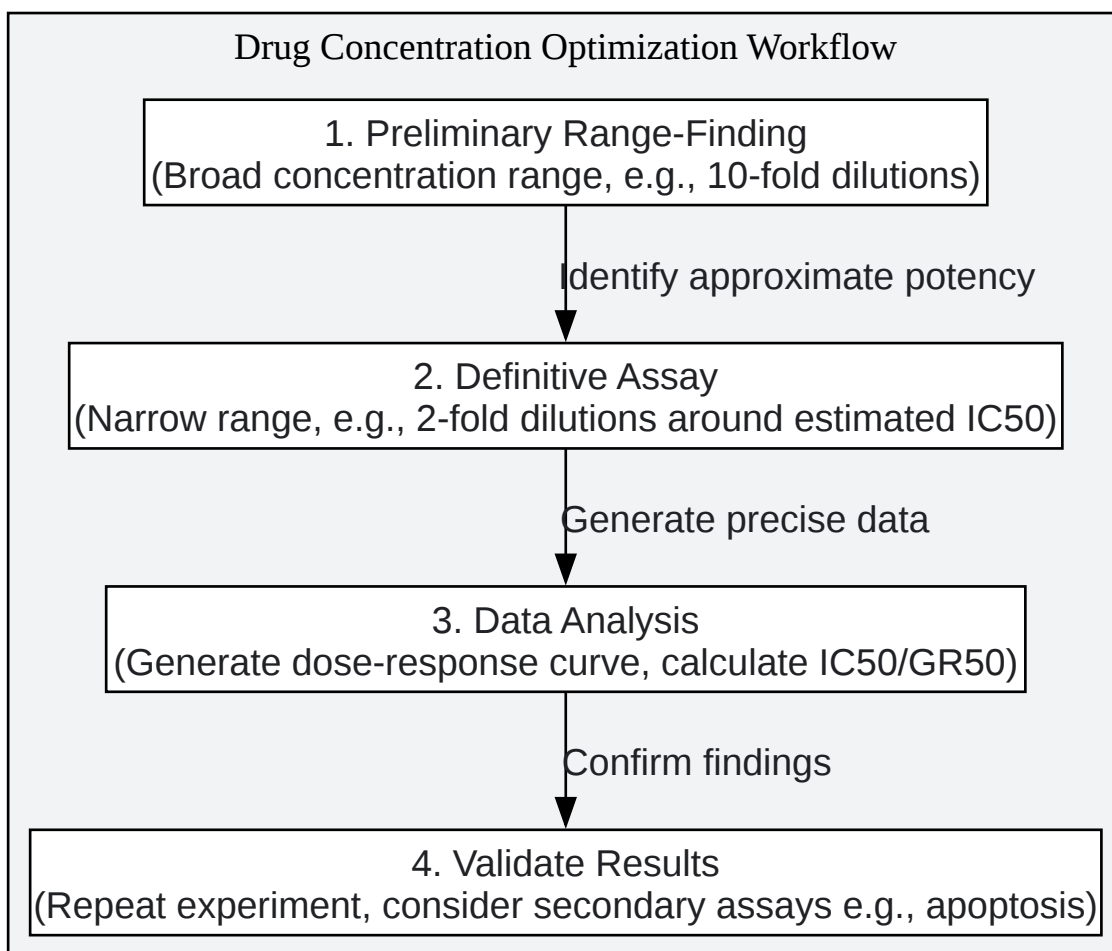 Drug Concentration Optimization Workflow
1. Preliminary Range-Finding
(Broad concentration range, e.g., 10-fold dilutions)
Identify approximate potency
2. Definitive Assay
(Narrow range, e.g., 2-fold dilutions around estimated IC50)
Generate precise data
3. Data Analysis
(Generate dose-response curve, calculate IC50/GR50)
Confirm findings
4. Validate Results
(Repeat experiment, consider secondary assays e.g., apoptosis)